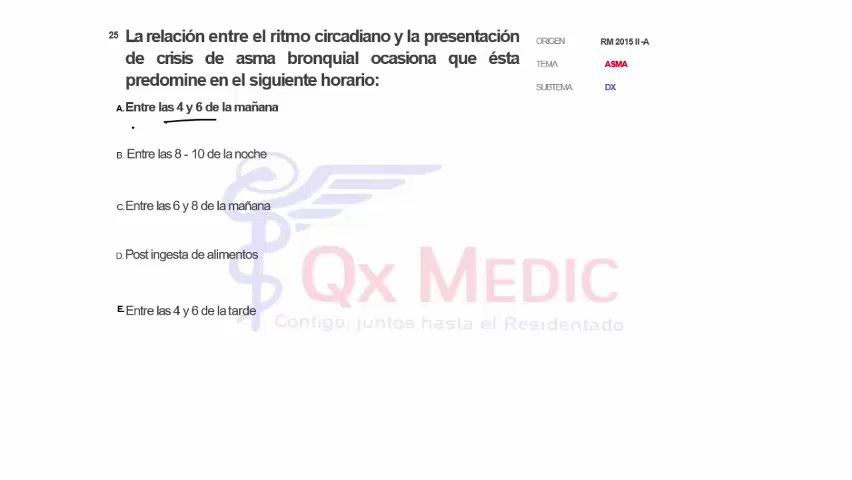 25 La relación entre el ritmo circadiano y la presentación
de crisis de asma bronquial ocasiona que ésta
predomine en el siguiente horario:
A. Entre las 4 y 6 de la mañana
B. Entre las 8 - 10 de la noche
C. Entre las 6 y 8 de la mañana
D. Post ingesta de alimentos
E. Entre las 4 y 6 de la tarde
ORIGEN RM 2015 II -A
TEMA ASMA
SUBTEMA DX
Qx MEDIC
Contigo, juntos hasta el Residentado